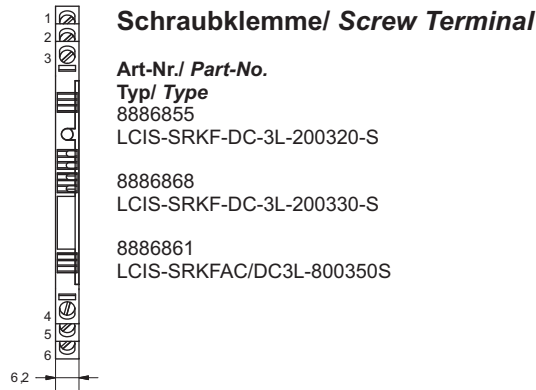 Schraubklemme/ Screw Terminal
1
2
3
Art-Nr./ Part-No.
Typ/ Type
8886855
LCIS-SRKF-DC-3L-200320-S
8886868
LCIS-SRKF-DC-3L-200330-S
8886861
LCIS-SRKFAC/DC3L-800350S
4
5
6
6,2